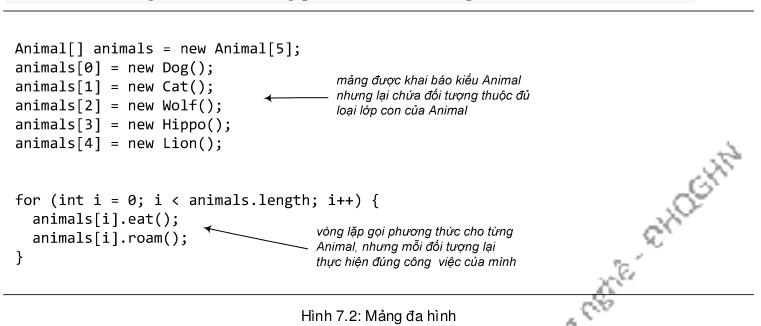 Animal[] animals = new Animal[5];
animals[0] = new Dog();
animals[1] = new Cat();
animals[2] = new Wolf();
animals[3] = new Hippo();
animals[4] = new Lion();
mảng được khai báo kiểu Animal
nhưng lại chứa đối tượng thuộc đủ
loại lớp con của Animal
for (int i = 0; i < animals.length; i++) {
animals[i].eat();
animals[i].roam();
}
vòng lặp gọi phương thức cho từng
Animal, nhưng mỗi đối tượng lại
thực hiện đúng công việc của mình
Hình 7.2: Mảng đa hình
nghệ - ĐHQGHN